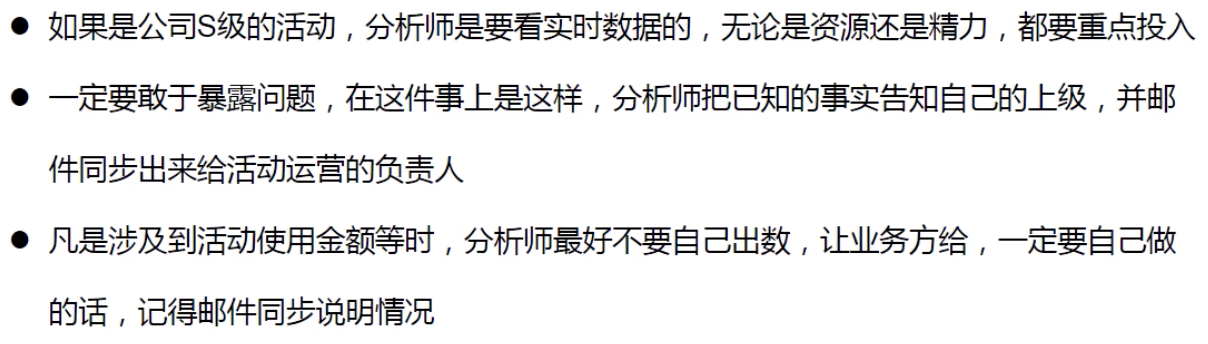 ● 如果是公司S级的活动，分析师是要看实时数据的，无论是资源还是精力，都要重点投入
● 一定要敢于暴露问题，在这件事上是这样，分析师把已知的事实告知自己的上级，并邮
件同步出来给活动运营的负责人
● 凡是涉及到活动使用金额等时，分析师最好不要自己出数，让业务方给，一定要自己做
的话，记得邮件同步说明情况